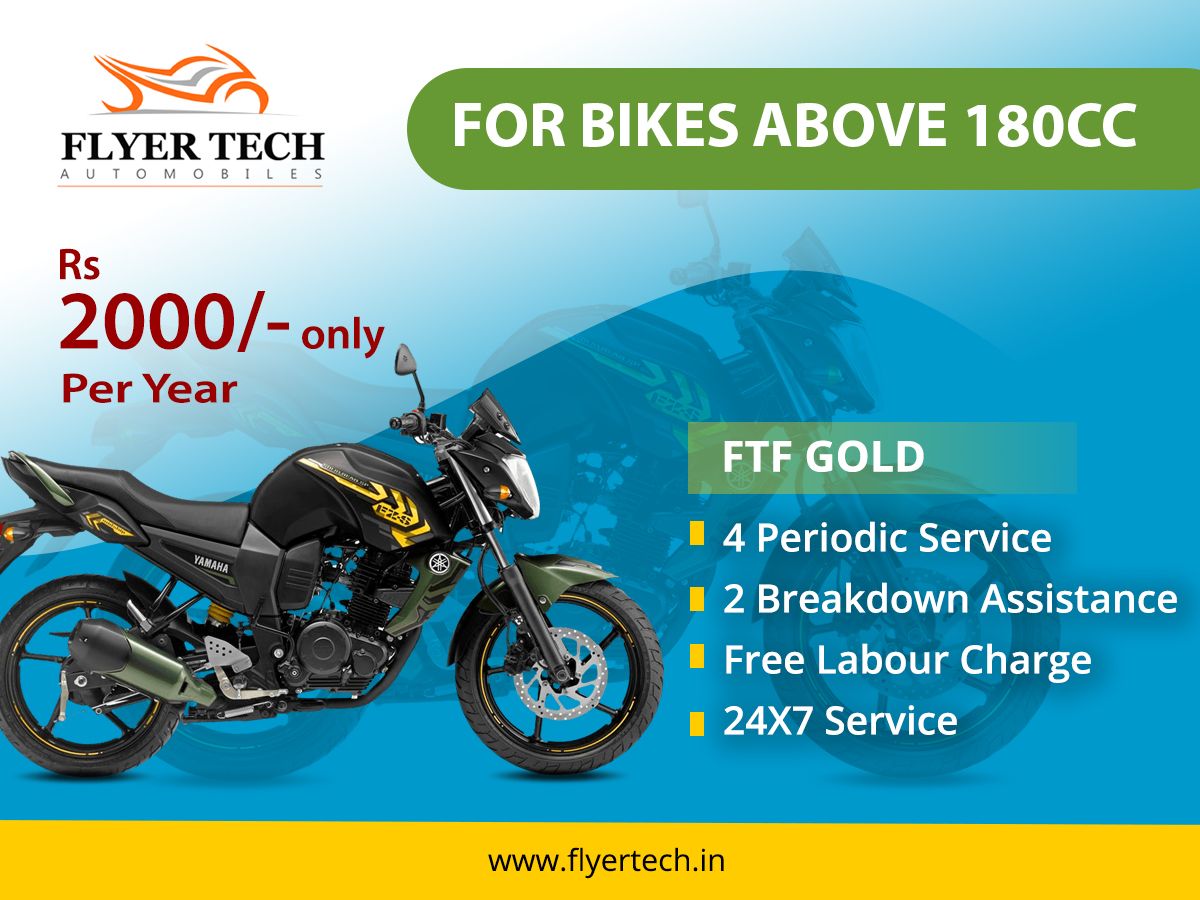 FLYER TECH
AUTOMOBILES
FOR BIKES ABOVE 180CC
Rs
2000/- only
Per Year
FTF GOLD
4 Periodic Service
2 Breakdown Assistance
Free Labour Charge
24X7 Service
YAMAHA
FZ-S
www.flyertech.in